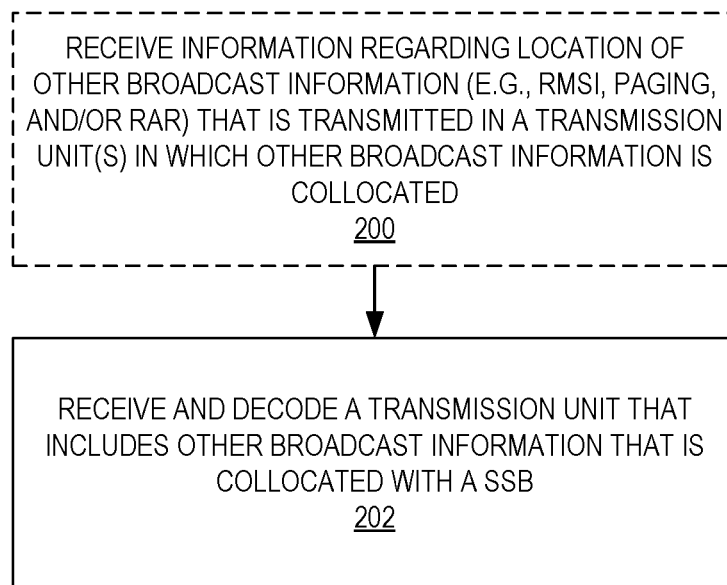 RECEIVE INFORMATION REGARDING LOCATION OF
OTHER BROADCAST INFORMATION (E.G., RMSI, PAGING,
AND/OR RAR) THAT IS TRANSMITTED IN A TRANSMISSION
UNIT(S) IN WHICH OTHER BROADCAST INFORMATION IS
COLLOCATED
200
RECEIVE AND DECODE A TRANSMISSION UNIT THAT
INCLUDES OTHER BROADCAST INFORMATION THAT IS
COLLOCATED WITH A SSB
202